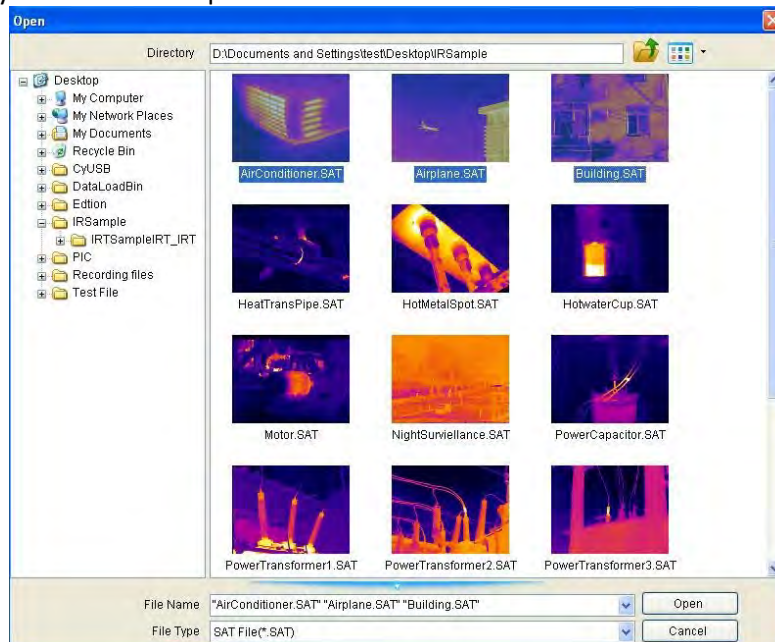 Open
Directory
D:\Documents and Settings\test\Desktop\IRSample
Desktop
My Computer
My Network Places
My Documents
Recycle Bin
CyUSB
DataLoadBin
Edtion
IRSample
IRTSampleIRT_IRT
PIC
Recording files
Test File
AirConditioner.SAT
Airplane.SAT
Building.SAT
HeatTransPipe.SAT
HotMetalSpot.SAT
HotwaterCup.SAT
Motor.SAT
NightSurviellance.SAT
PowerCapacitor.SAT
PowerTransformer1.SAT
PowerTransformer2.SAT
PowerTransformer3.SAT
File Name
"AirConditioner.SAT" "Airplane.SAT" "Building.SAT"
Open
File Type
SAT File(*.SAT)
Cancel